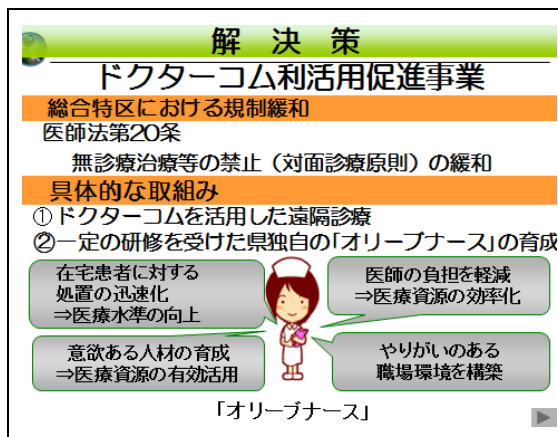 解 決 策
ドクターコム利活用促進事業
総合特区における規制緩和
医師法第20条
無診療治療等の禁止（対面診療原則）の緩和
具体的な取組み
①ドクターコムを活用した遠隔診療
②一定の研修を受けた県独自の「オリーブナース」の育成
在宅患者に対する
処置の迅速化
⇒医療水準の向上
医師の負担を軽減
⇒医療資源の効率化
意欲ある人材の育成
⇒医療資源の有効活用
やりがいのある
職場環境を構築
「オリーブナース」